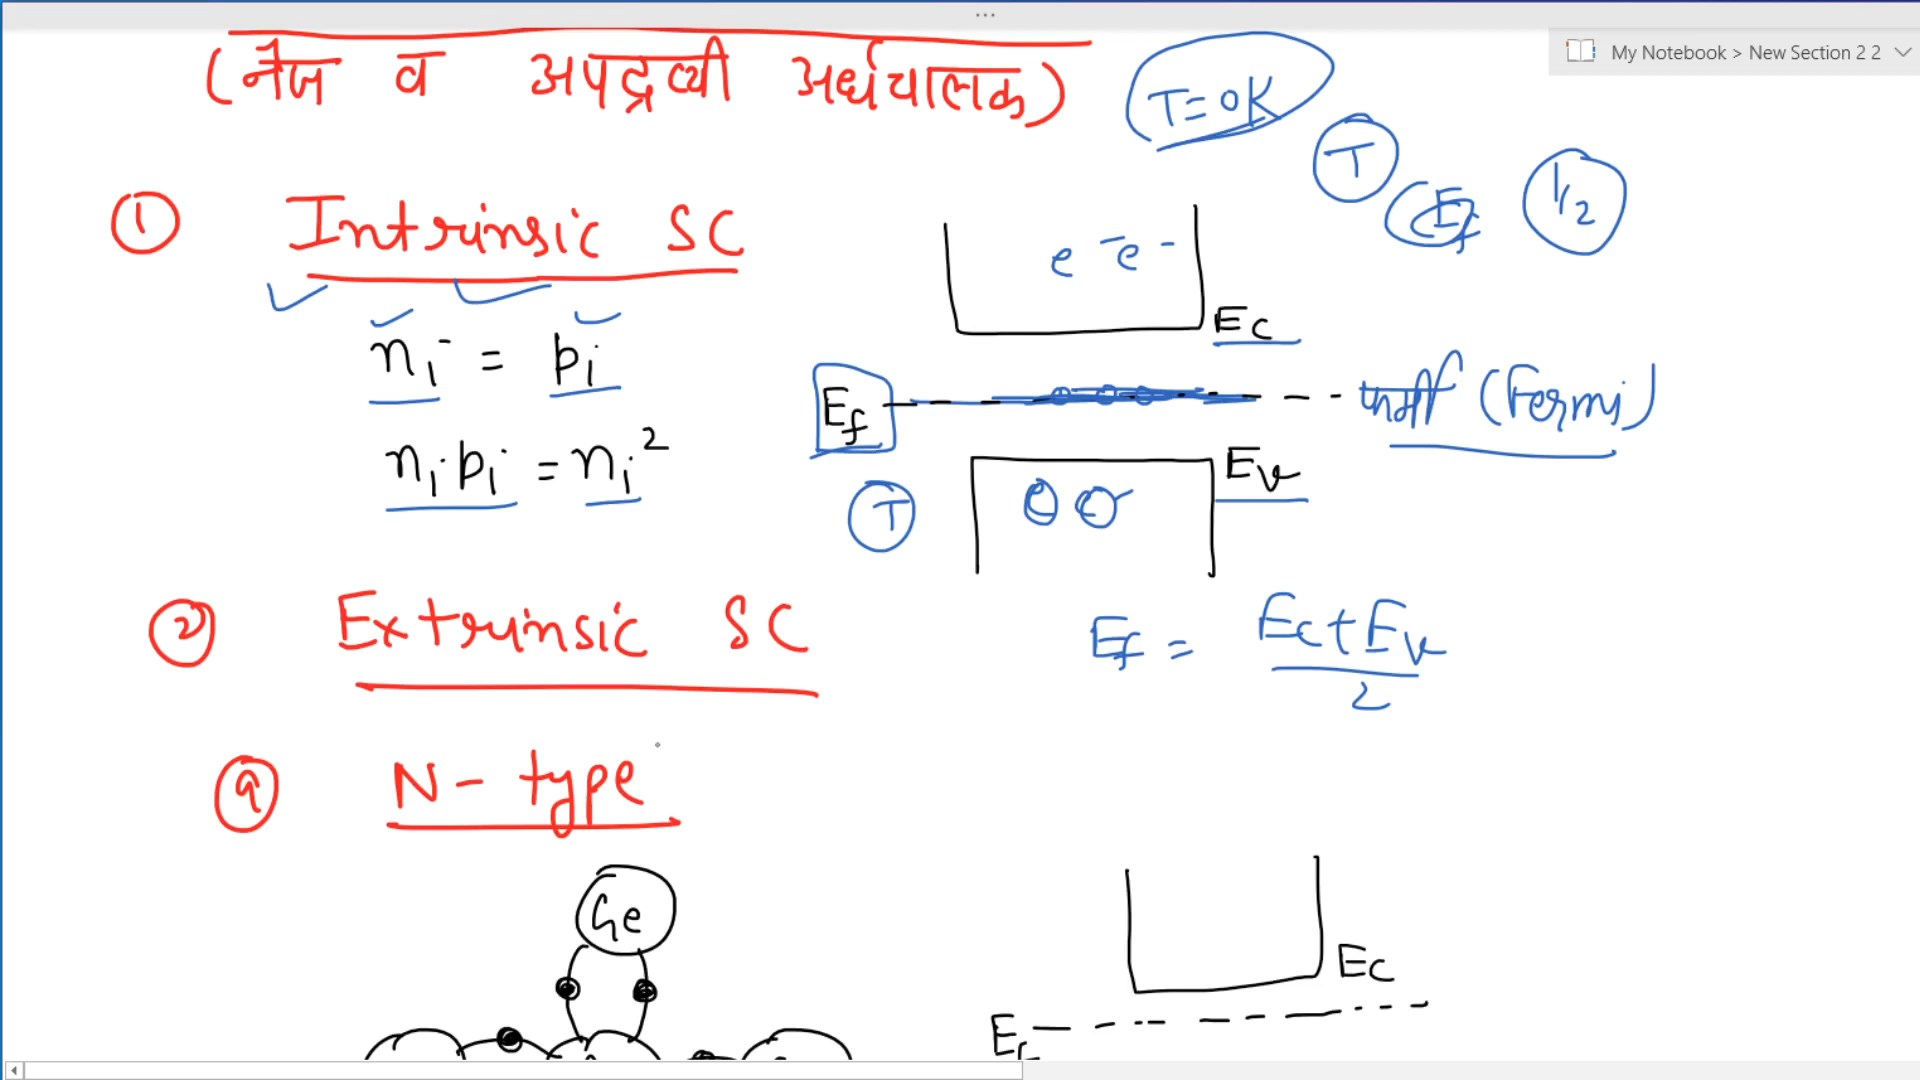 My Notebook > New Section 2 2
(नैज व अपद्रव्यी अर्धचालक)
T=0K
T
Ef
1/2
① Intrinsic SC
e⁻ e⁻
Ec
ni = pi
Ef
फर्मी (Fermi)
ni pi = ni²
Ev
T
② Extrinsic SC
Ef = Ec+Ev/2
ⓐ N- type
Ge
Ec
Ef